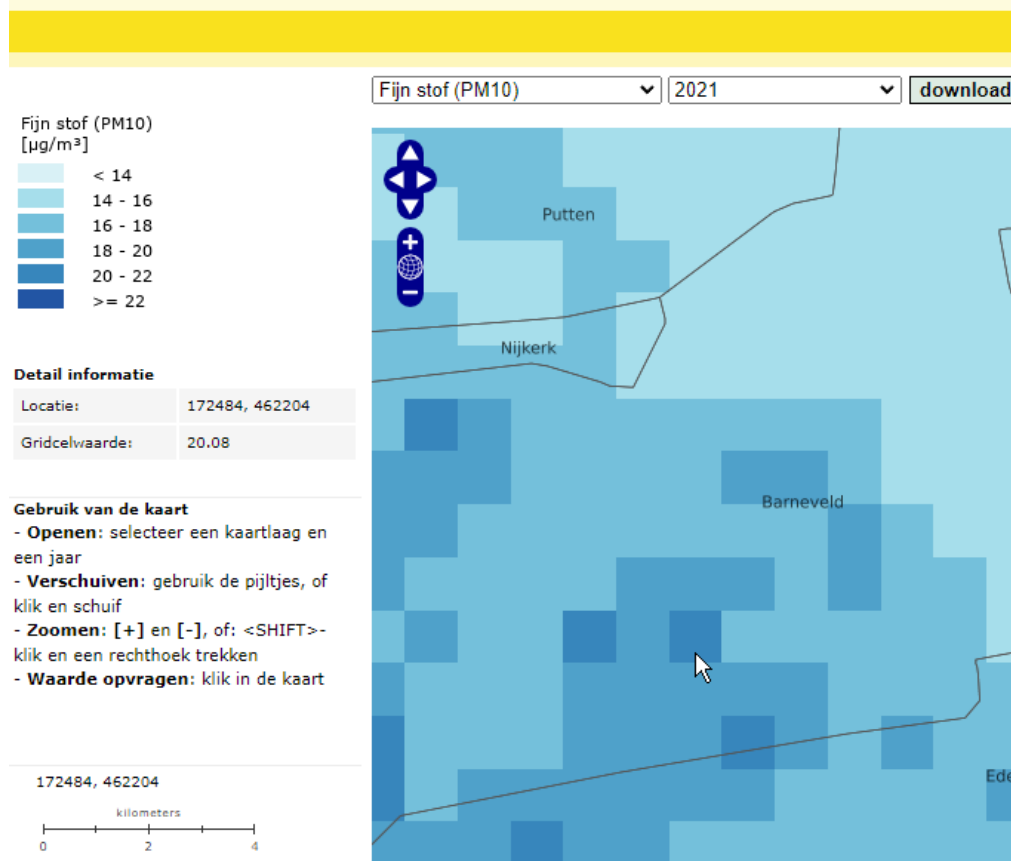 Fijn stof (PM10)
2021
download
Fijn stof (PM10)
[µg/m³]
< 14
14 - 16
16 - 18
18 - 20
20 - 22
>= 22
Detail informatie
Locatie: 172484, 462204
Gridcelwaarde: 20.08
Gebruik van de kaart
- Openen: selecteer een kaartlaag en
een jaar
- Verschuiven: gebruik de pijltjes, of
klik en schuif
- Zoomen: [+] en [-], of: <SHIFT>-
klik en een rechthoek trekken
- Waarde opvragen: klik in de kaart
172484, 462204
kilometers
0 2 4
Putten
Nijkerk
Barneveld
Ede